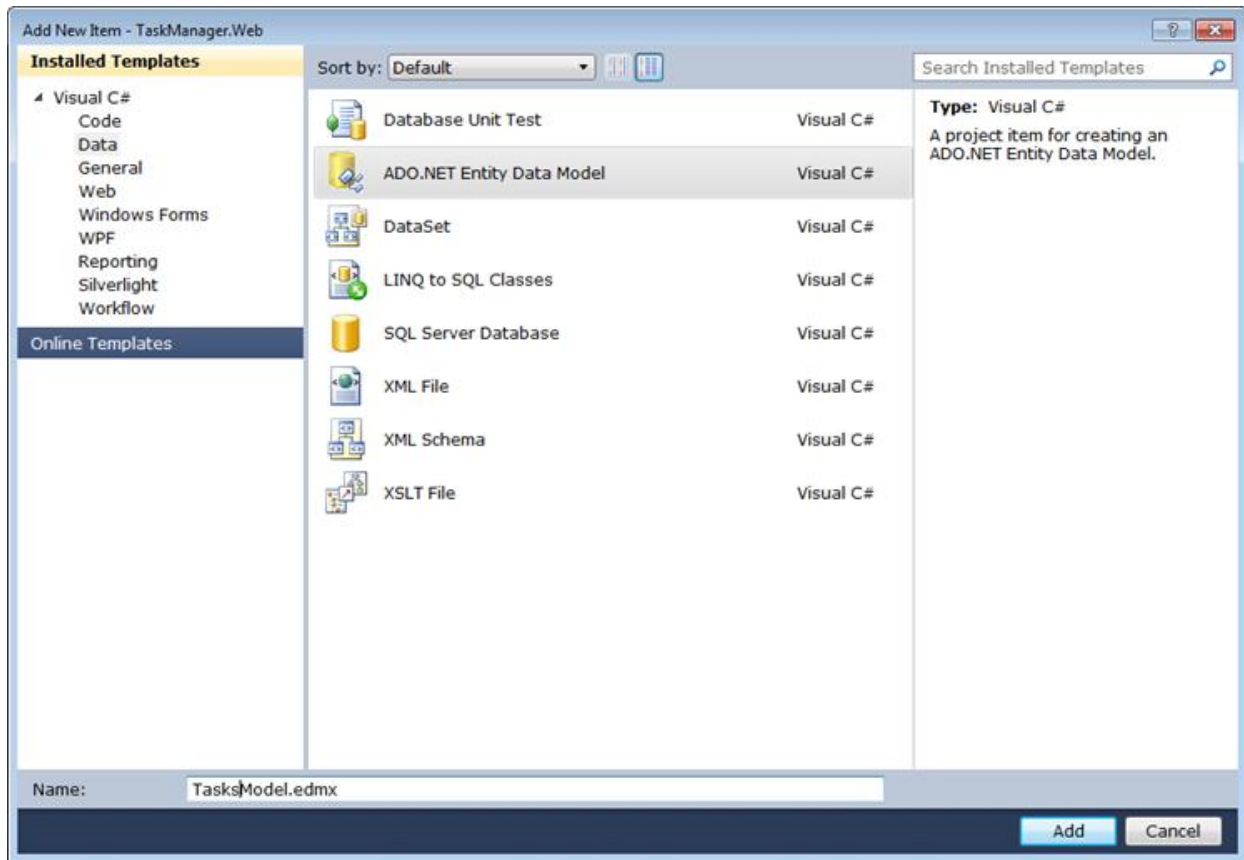 Add New Item - TaskManager.Web
Installed Templates
Visual C#
Code
Data
General
Web
Windows Forms
WPF
Reporting
Silverlight
Workflow
Online Templates
Sort by: Default
Database Unit Test Visual C#
ADO.NET Entity Data Model Visual C#
DataSet Visual C#
LINQ to SQL Classes Visual C#
SQL Server Database Visual C#
XML File Visual C#
XML Schema Visual C#
XSLT File Visual C#
Search Installed Templates
Type: Visual C#
A project item for creating an
ADO.NET Entity Data Model.
Name: TasksModel.edmx
Add Cancel